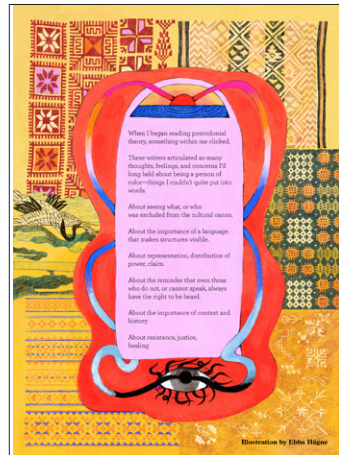 When I began reading postcolonial
theory, something within me clicked.
These writers articulated so many
thoughts, feelings, and concerns I'd
long held about being a person of
color—things I couldn't quite put into
words.
About seeing what, or who
was excluded from the cultural canon.
About the importance of a language
that makes structures visible.
About representation, distribution of
power, claim.
About the reminder that even those
who do not, or cannot speak, always
have the right to be heard.
About the importance of context and
history.
About resistance, justice,
healing
Illustration by Ebba Hägne